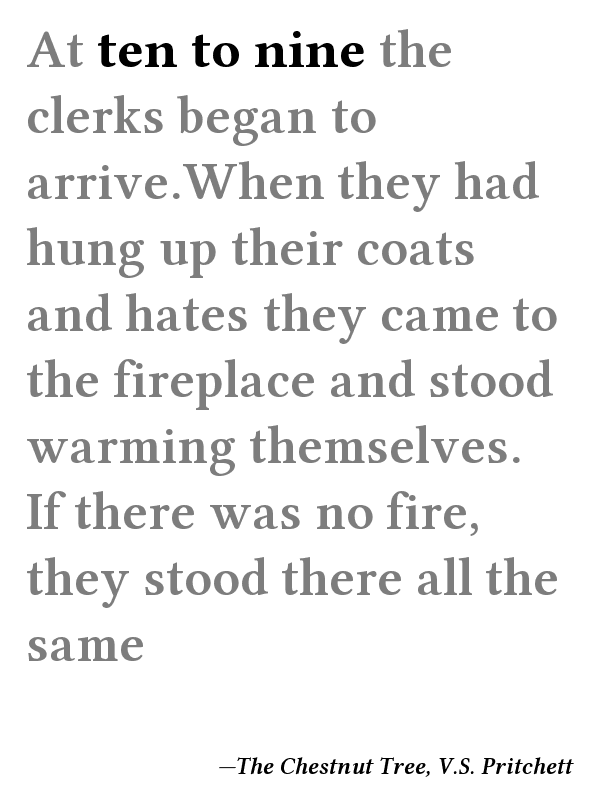 At ten to nine the
clerks began to
arrive.When they had
hung up their coats
and hates they came to
the fireplace and stood
warming themselves.
If there was no fire,
they stood there all the
same
—The Chestnut Tree, V.S. Pritchett